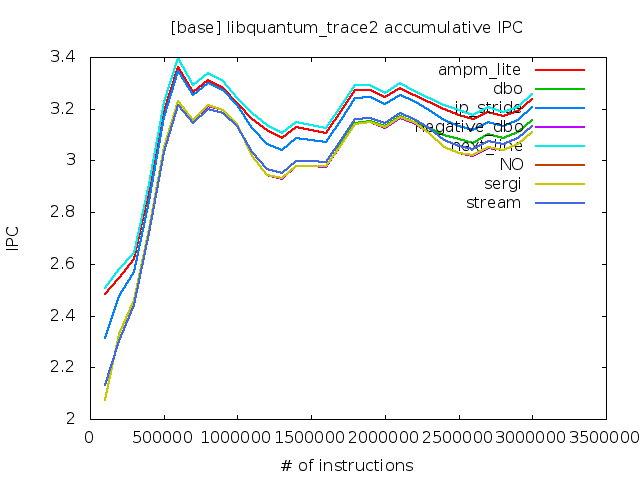 [base] libquantum_trace2 accumulative IPC
3.4
3.2
3
2.8
2.6
2.4
2.2
2
IPC
ampm_lite
dbo
ip_stride
negative_dbo
next_line
NO
sergi
stream
0 500000 1000000 1500000 2000000 2500000 3000000 3500000
# of instructions